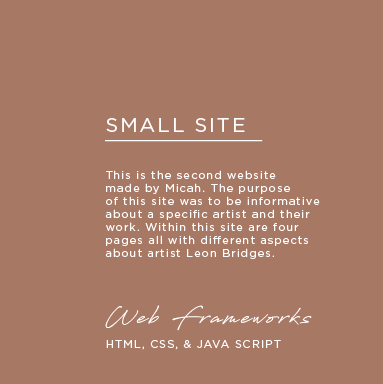 SMALL SITE
This is the second website
made by Micah. The purpose
of this site was to be informative
about a specific artist and their
work. Within this site are four
pages all with different aspects
about artist Leon Bridges.
Web Frameworks
HTML, CSS, & JAVA SCRIPT